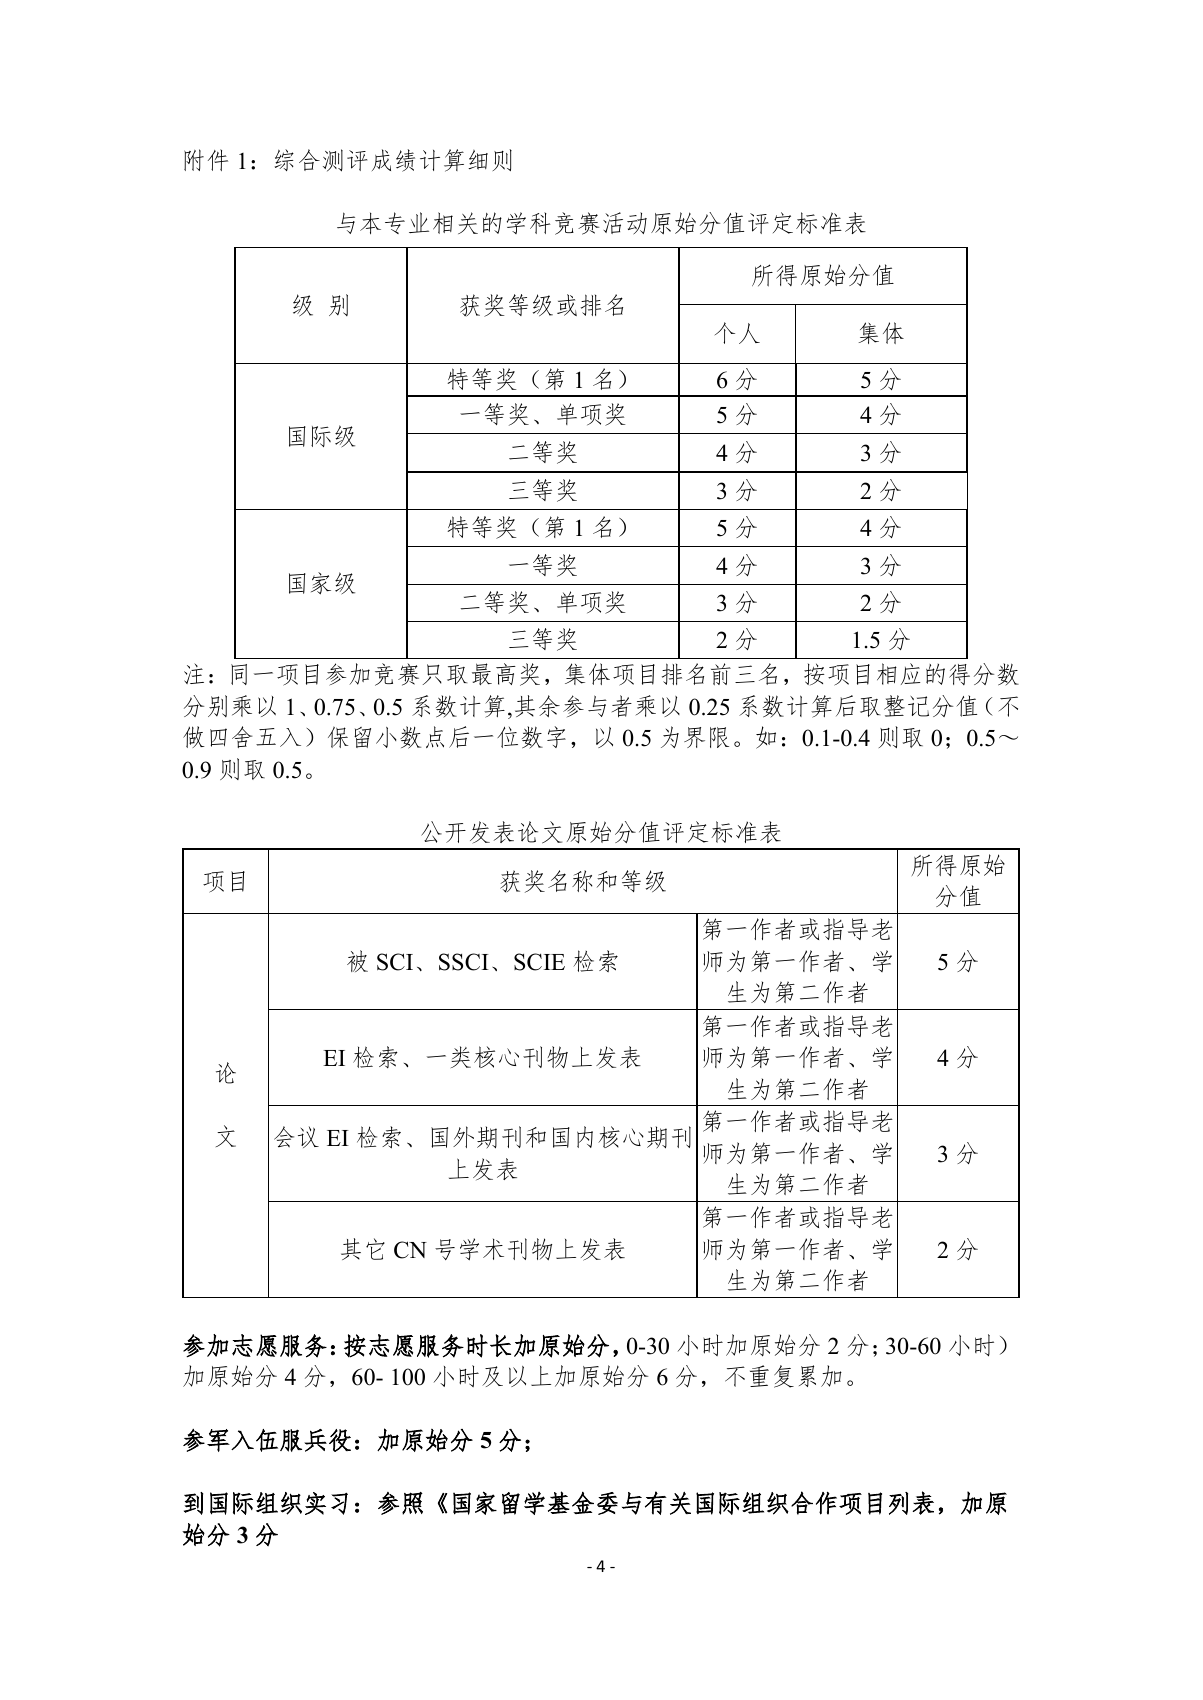 附件 1：综合测评成绩计算细则
与本专业相关的学科竞赛活动原始分值评定标准表
级 别 获奖等级或排名 所得原始分值
个人 集体
国际级
特等奖（第 1 名） 6 分 5 分
一等奖、单项奖 5 分 4 分
二等奖 4 分 3 分
三等奖 3 分 2 分
国家级
特等奖（第 1 名） 5 分 4 分
一等奖 4 分 3 分
二等奖、单项奖 3 分 2 分
三等奖 2 分 1.5 分
注：同一项目参加竞赛只取最高奖，集体项目排名前三名，按项目相应的得分数
分别乘以 1、0.75、0.5 系数计算,其余参与者乘以 0.25 系数计算后取整记分值（不
做四舍五入）保留小数点后一位数字，以 0.5 为界限。如：0.1-0.4 则取 0；0.5～
0.9 则取 0.5。
公开发表论文原始分值评定标准表
项目 获奖名称和等级 所得原始
分值
论
文
被 SCI、SSCI、SCIE 检索
第一作者或指导老
师为第一作者、学
生为第二作者
5 分
EI 检索、一类核心刊物上发表
第一作者或指导老
师为第一作者、学
生为第二作者
4 分
会议 EI 检索、国外期刊和国内核心期刊
上发表
第一作者或指导老
师为第一作者、学
生为第二作者
3 分
其它 CN 号学术刊物上发表
第一作者或指导老
师为第一作者、学
生为第二作者
2 分
参加志愿服务：按志愿服务时长加原始分，0-30 小时加原始分 2 分；30-60 小时）
加原始分 4 分，60- 100 小时及以上加原始分 6 分，不重复累加。
参军入伍服兵役：加原始分 5 分；
到国际组织实习：参照《国家留学基金委与有关国际组织合作项目列表，加原
始分 3 分
- 4 -